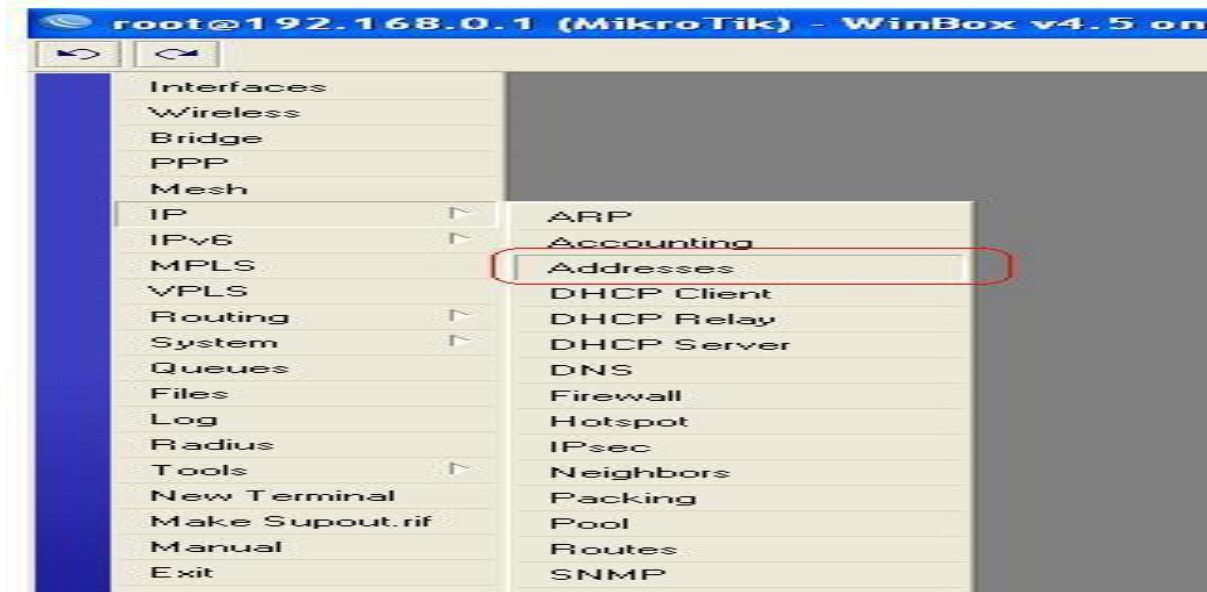 root@192.168.0.1 (MikroTik) - WinBox v4.5 on
Interfaces
Wireless
Bridge
PPP
Mesh
IP
IPv6
MPLS
VPLS
Routing
System
Queues
Files
Log
Radius
Tools
New Terminal
Make Supout.rif
Manual
Exit
ARP
Accounting
Addresses
DHCP Client
DHCP Relay
DHCP Server
DNS
Firewall
Hotspot
IPsec
Neighbors
Packing
Pool
Routes
SNMP